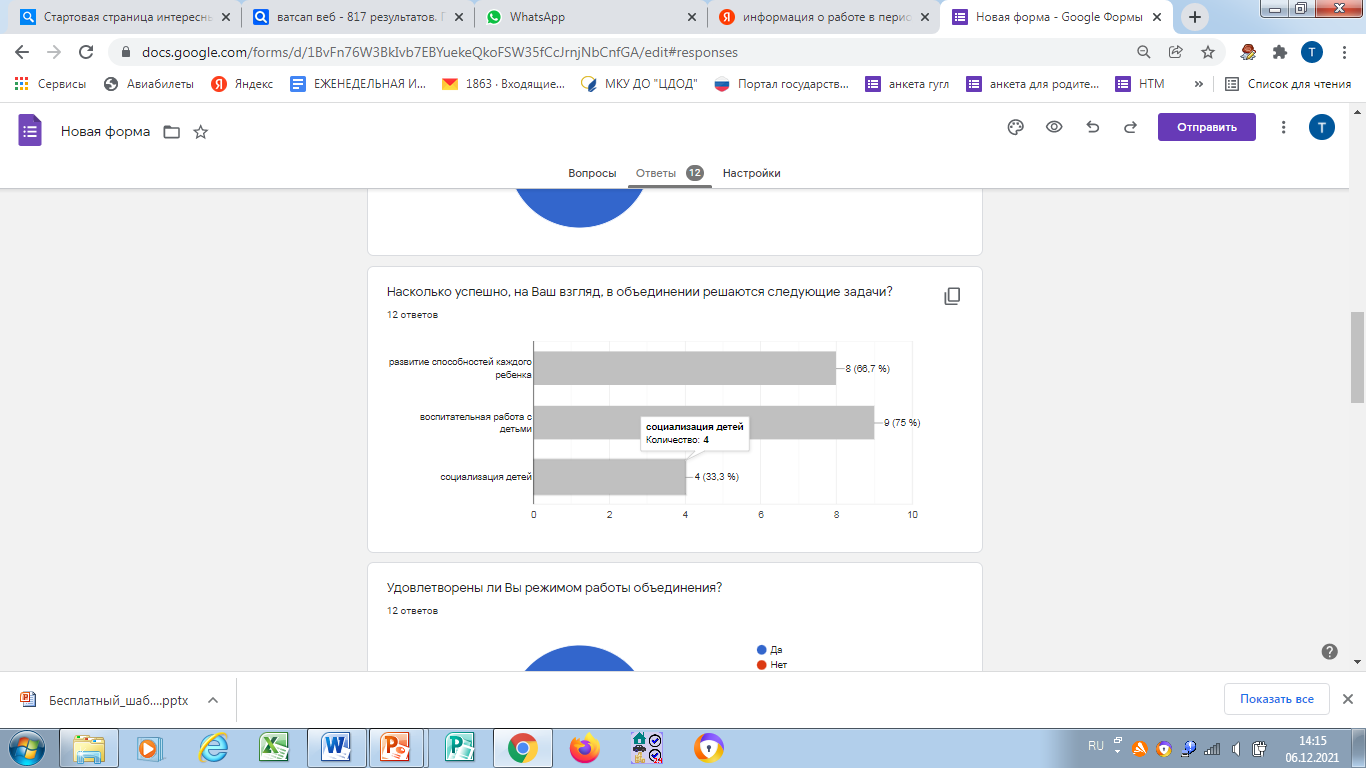 Стартовая страница интересн
ватсап веб - 817 результатов. П
WhatsApp
информация о работе в пери
Новая форма - Google Формы
docs.google.com/forms/d/1BvFn76W3BkIvb7EBYuekeQkoFSW35fCcJrnjNbCnfGA/edit#responses
Сервисы
Авиабилеты
Яндекс
ЕЖЕНЕДЕЛЬНАЯ И...
1863 · Входящие...
МКУ ДО "ЦДОД"
Портал государств...
анкета гугл
анкета для родите...
НТМ
»
Список для чтения
Новая форма
Отправить
Т
Вопросы
Ответы 12
Настройки
Насколько успешно, на Ваш взгляд, в объединении решаются следующие задачи?
12 ответов
развитие способностей каждого
ребенка
8 (66,7 %)
воспитательная работа с
детьми
9 (75 %)
социализация детей
Количество: 4
социализация детей
4 (33,3 %)
0 2 4 6 8 10
Удовлетворены ли Вы режимом работы объединения?
12 ответов
Да
Нет
Бесплатный_шаб....pptx
Показать все
RU
14:15
06.12.2021